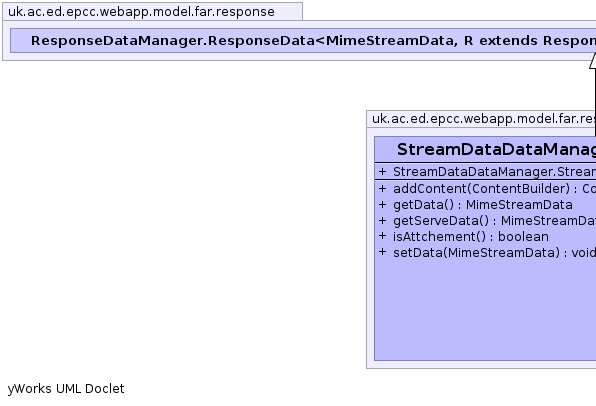 uk.ac.ed.epcc.webapp.model.far.response
ResponseDataManager.ResponseData<MimeStreamData, R extends Respon
uk.ac.ed.epcc.webapp.model.far.res
StreamDataDataManag
+ StreamDataDataManager.Stream
+ addContent(ContentBuilder) : Co
+ getData() : MimeStreamData
+ getServeData() : MimeStreamDat
+ isAttchement() : boolean
+ setData(MimeStreamData) : void
yWorks UML Doclet